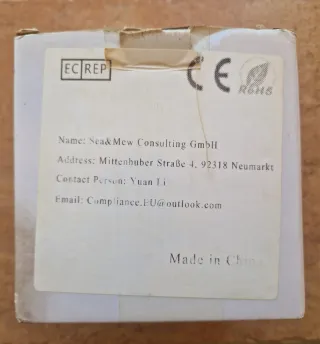 EC REP
CE
RoHS
Name: Sea&Mew Consulting GmbH
Address: Mittenhuber Straße 4, 92318 Neumarkt
Contact Person: Yuan Li
Email: Compliance.EU@outlook.com
Made in China